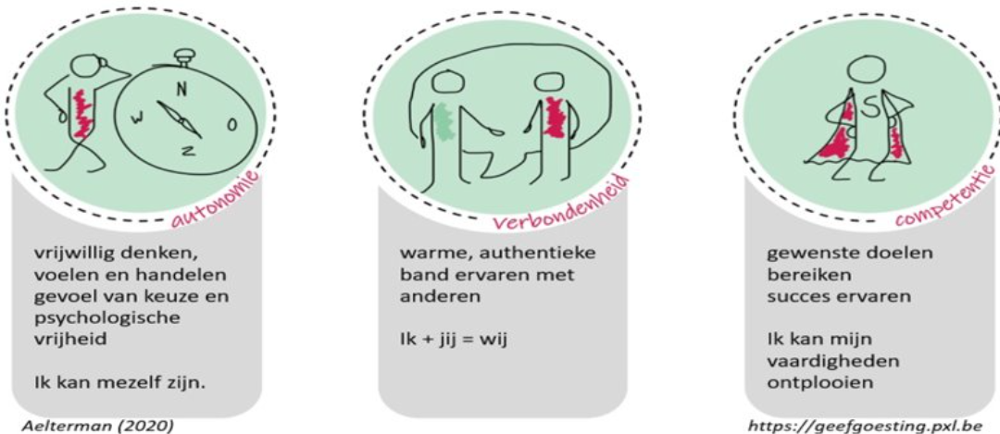 N
W
O
Z
autonomie
vrijwillig denken,
voelen en handelen
gevoel van keuze en
psychologische
vrijheid
Ik kan mezelf zijn.
verbondenheid
warme, authentieke
band ervaren met
anderen
Ik + jij = wij
S
competentie
gewenste doelen
bereiken
succes ervaren
Ik kan mijn
vaardigheden
ontplooien
Aelterman (2020)
https://geefgoesting.pxl.be